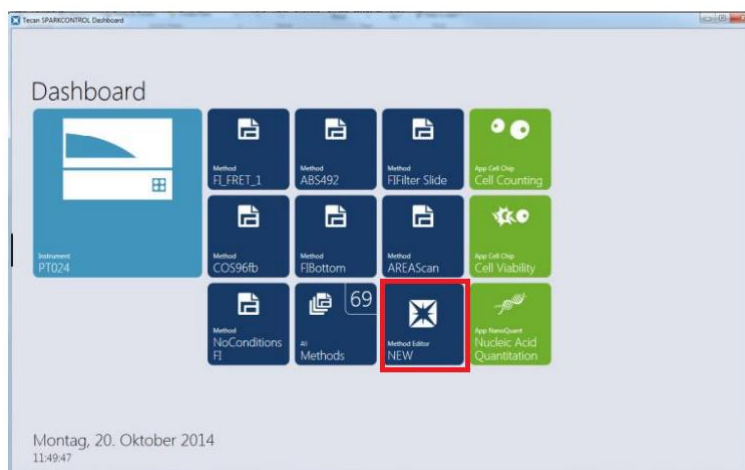 Tecan SPARKCONTROL Dashboard
Dashboard
Instrument
PT024
Method
FI_FRET_1
Method
ABS492
Method
FIFilter Slide
App Cell Chip
Cell Counting
Method
COS96fb
Method
FIBottom
Method
AREAScan
App Cell Chip
Cell Viability
Method
NoConditions
FI
69
All
Methods
Method Editor
NEW
App NanoQuant
Nucleic Acid
Quantitation
Montag, 20. Oktober 2014
11:49:47